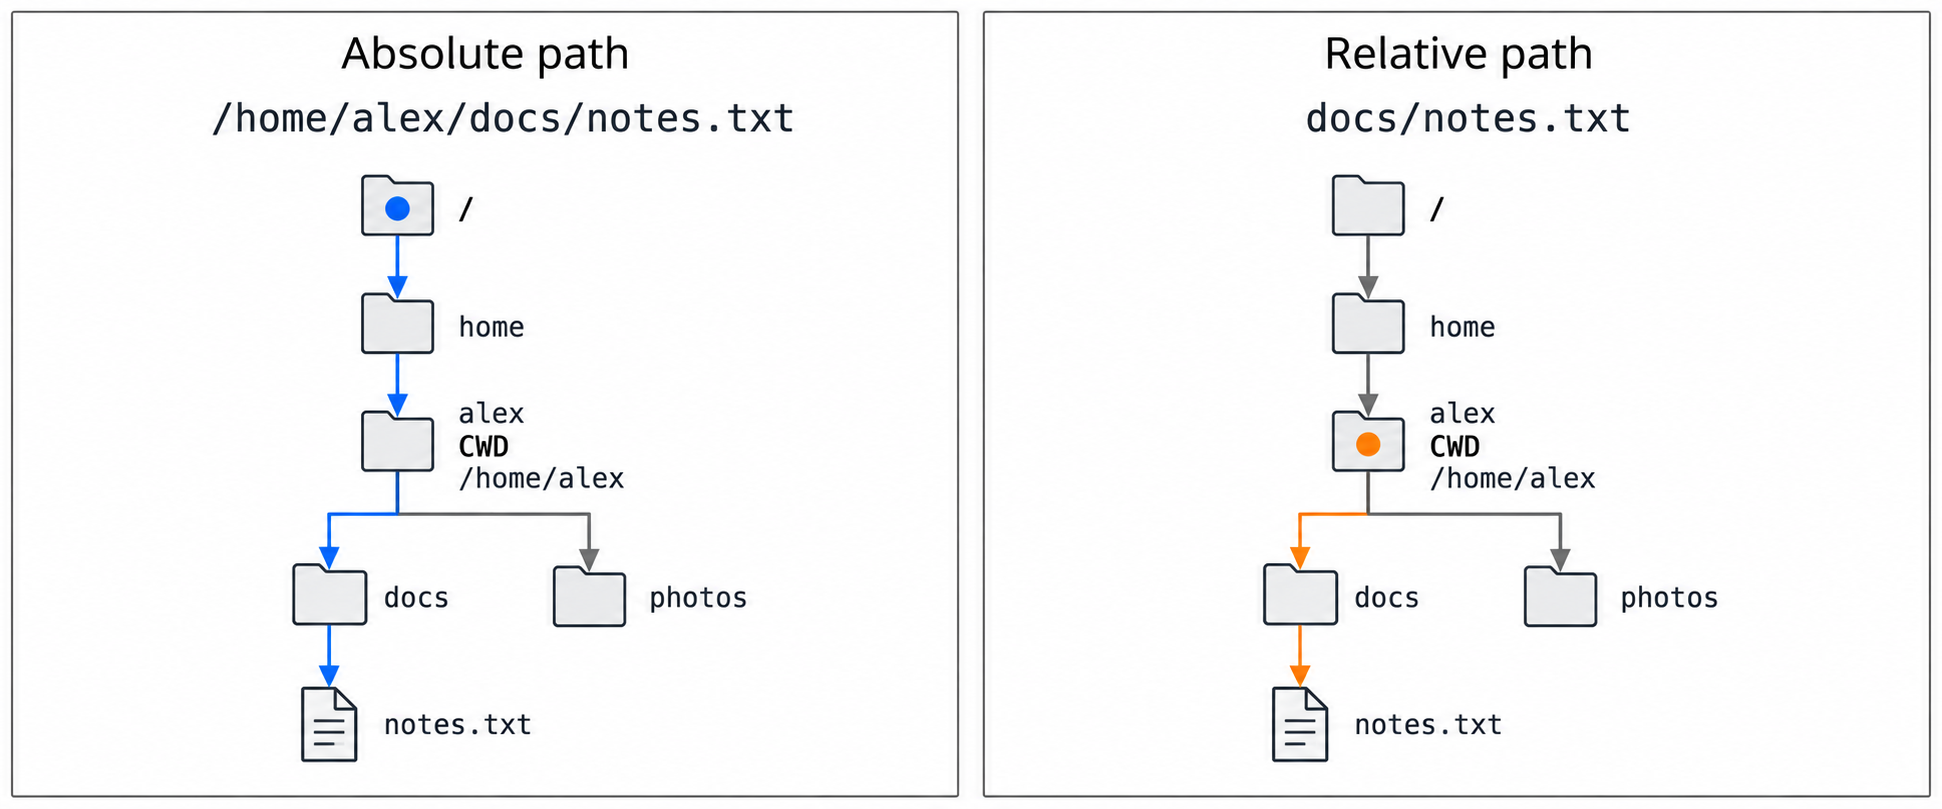 Absolute path
/home/alex/docs/notes.txt
/
home
alex
CWD
/home/alex
docs
photos
notes.txt
Relative path
docs/notes.txt
/
home
alex
CWD
/home/alex
docs
photos
notes.txt